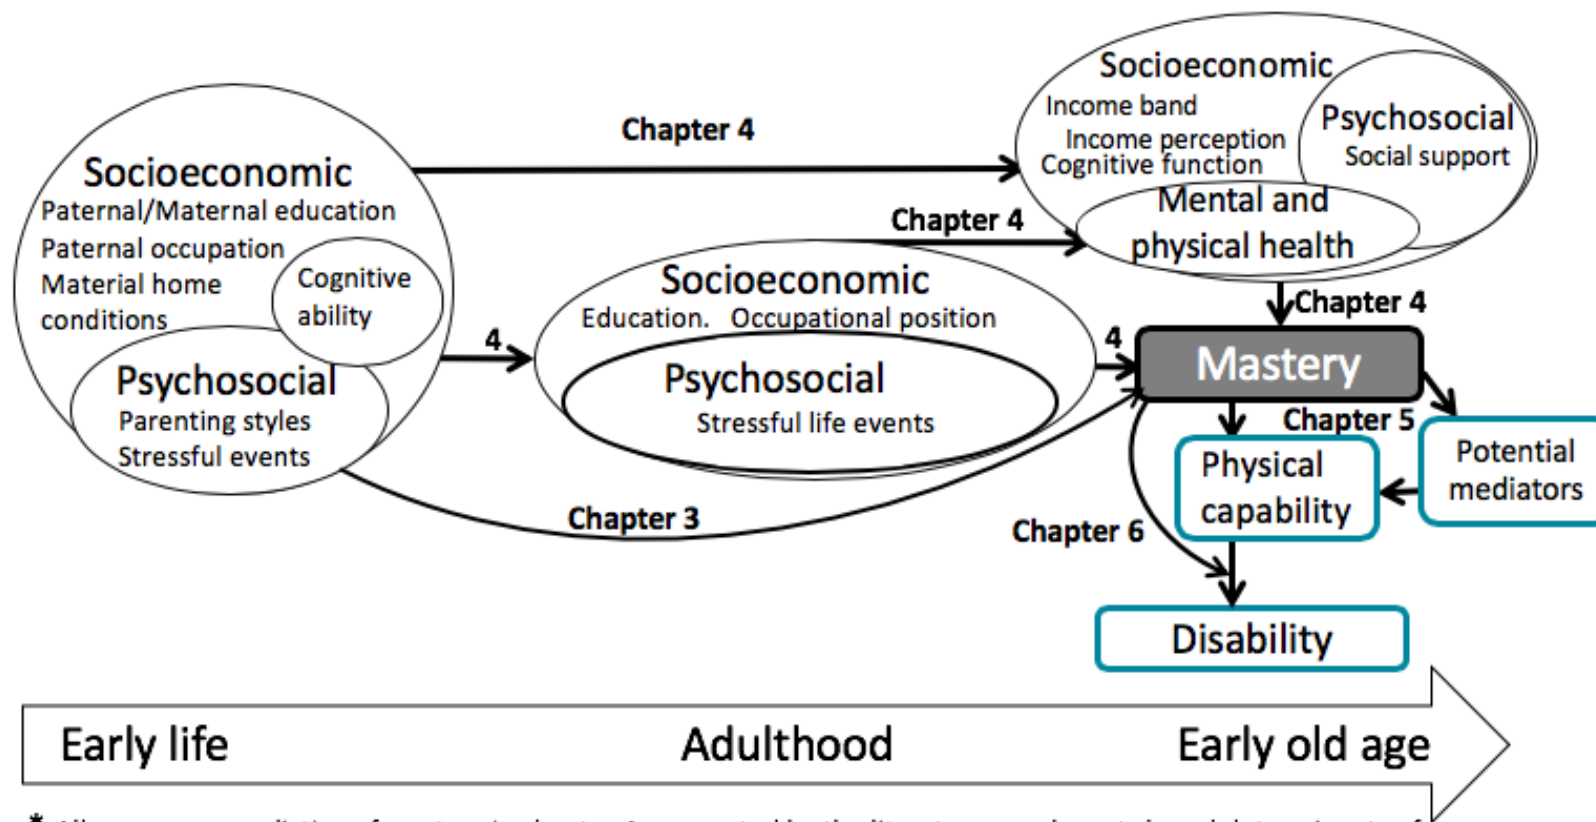 Socioeconomic
Paternal/Maternal education
Paternal occupation
Material home
conditions
Cognitive
ability
Psychosocial
Parenting styles
Stressful events
Chapter 4
Chapter 4
4
Socioeconomic
Education. Occupational position
Psychosocial
Stressful life events
4
Chapter 3
Socioeconomic
Income band
Income perception
Cognitive function
Psychosocial
Social support
Mental and
physical health
Chapter 4
Mastery
Chapter 5
Physical
capability
Potential
mediators
Chapter 6
Disability
Early life
Adulthood
Early old age